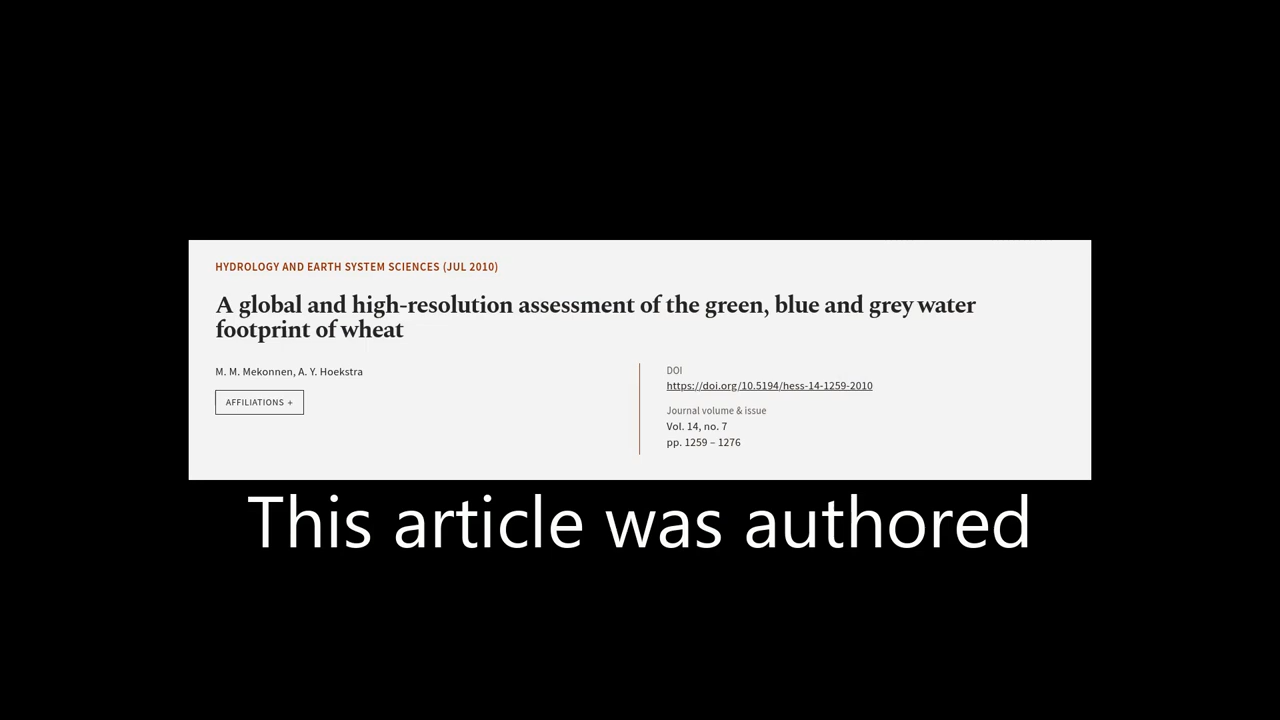 HYDROLOGY AND EARTH SYSTEM SCIENCES (JUL 2010)
A global and high-resolution assessment of the green, blue and grey water
footprint of wheat
M. M. Mekonnen, A. Y. Hoekstra
AFFILIATIONS +
DOI
https://doi.org/10.5194/hess-14-1259-2010
Journal volume & issue
Vol. 14, no. 7
pp. 1259 – 1276
This article was authored